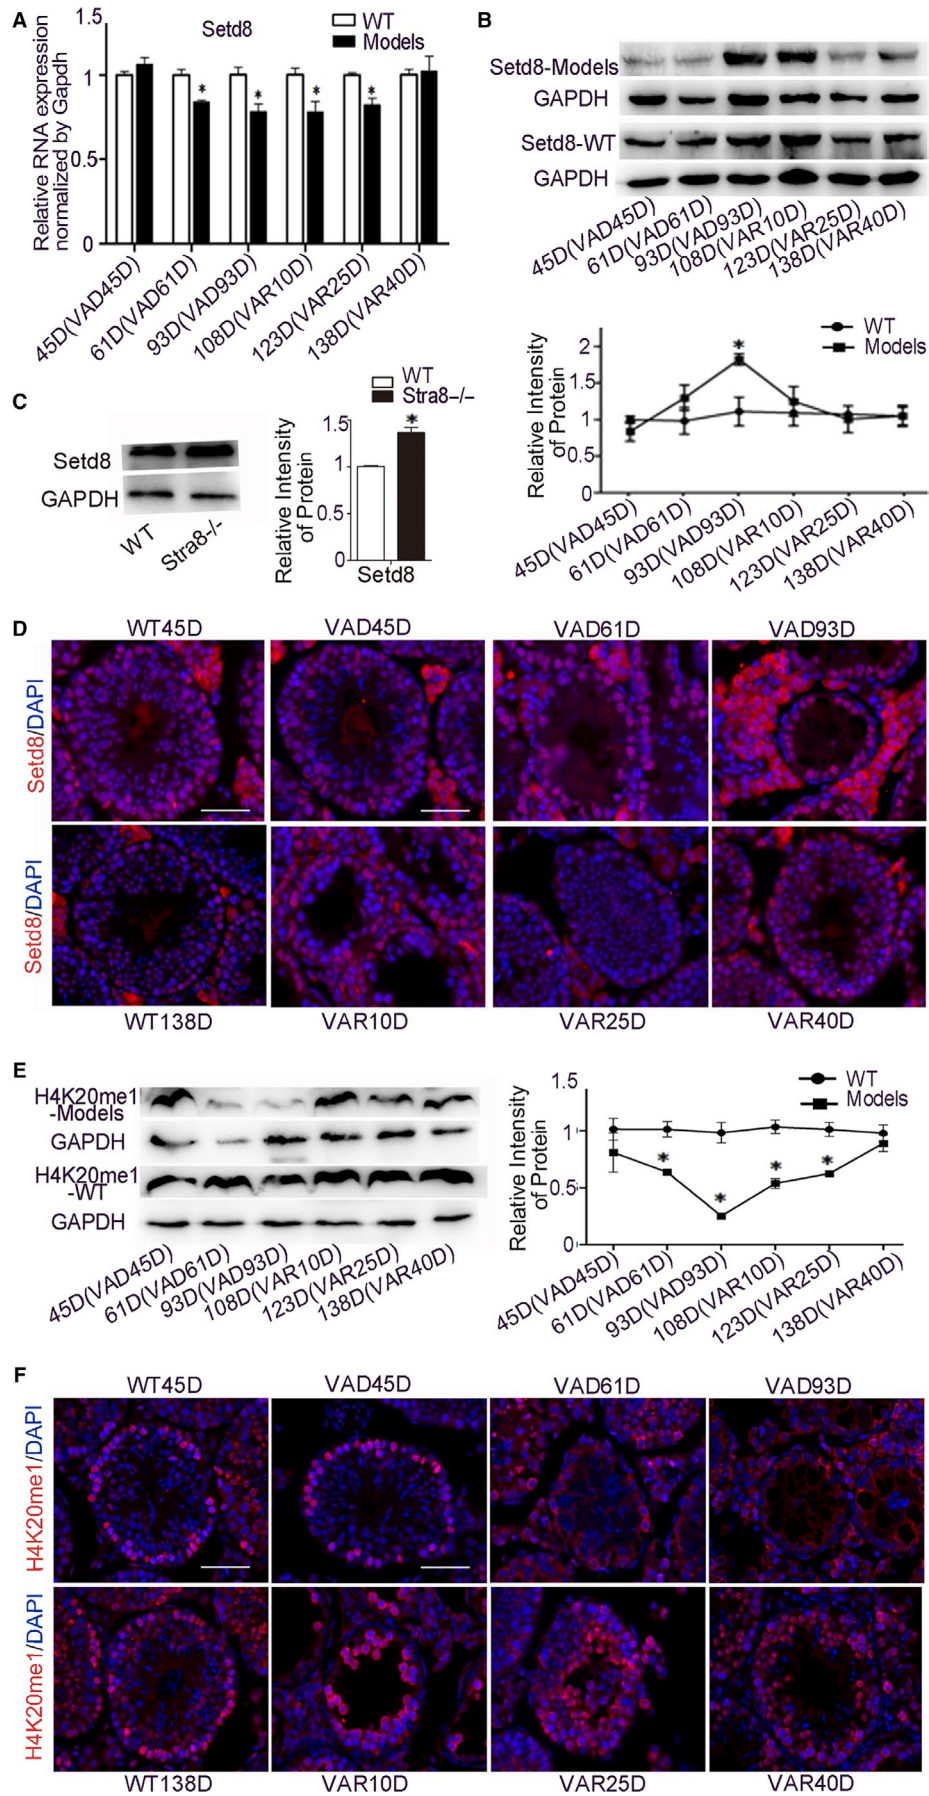 A
Relative RNA expression
normalized by Gapdh
1.5
1
0.5
0
Setd8
WT
Models
*
*
*
*
45D(VAD45D)
61D(VAD61D)
93D(VAD93D)
108D(VAR10D)
123D(VAR25D)
138D(VAR40D)
B
Setd8-Models
GAPDH
Setd8-WT
GAPDH
45D(VAD45D)
61D(VAD61D)
93D(VAD93D)
108D(VAR10D)
123D(VAR25D)
138D(VAR40D)
Relative Intensity
of Protein
2
1
0.5
0
*
WT
Models
45D(VAD45D)
61D(VAD61D)
93D(VAD93D)
108D(VAR10D)
123D(VAR25D)
138D(VAR40D)
C
Setd8
GAPDH
WT
Stra8-/-
WT
Stra8-/-
Relative Intensity
of Protein
1.5
1
0.5
0
*
Setd8
D
WT45D
VAD45D
VAD61D
VAD93D
Setd8/DAPI
Setd8/DAPI
WT138D
VAR10D
VAR25D
VAR40D
E
H4K20me1
-Models
GAPDH
H4K20me1
-WT
GAPDH
45D(VAD45D)
61D(VAD61D)
93D(VAD93D)
108D(VAR10D)
123D(VAR25D)
138D(VAR40D)
Relative Intensity
of Protein
1.5
1
0.5
0
WT
Models
*
*
*
*
45D(VAD45D)
61D(VAD61D)
93D(VAD93D)
108D(VAR10D)
123D(VAR25D)
138D(VAR40D)
F
WT45D
VAD45D
VAD61D
VAD93D
H4K20me1/DAPI
H4K20me1/DAPI
WT138D
VAR10D
VAR25D
VAR40D